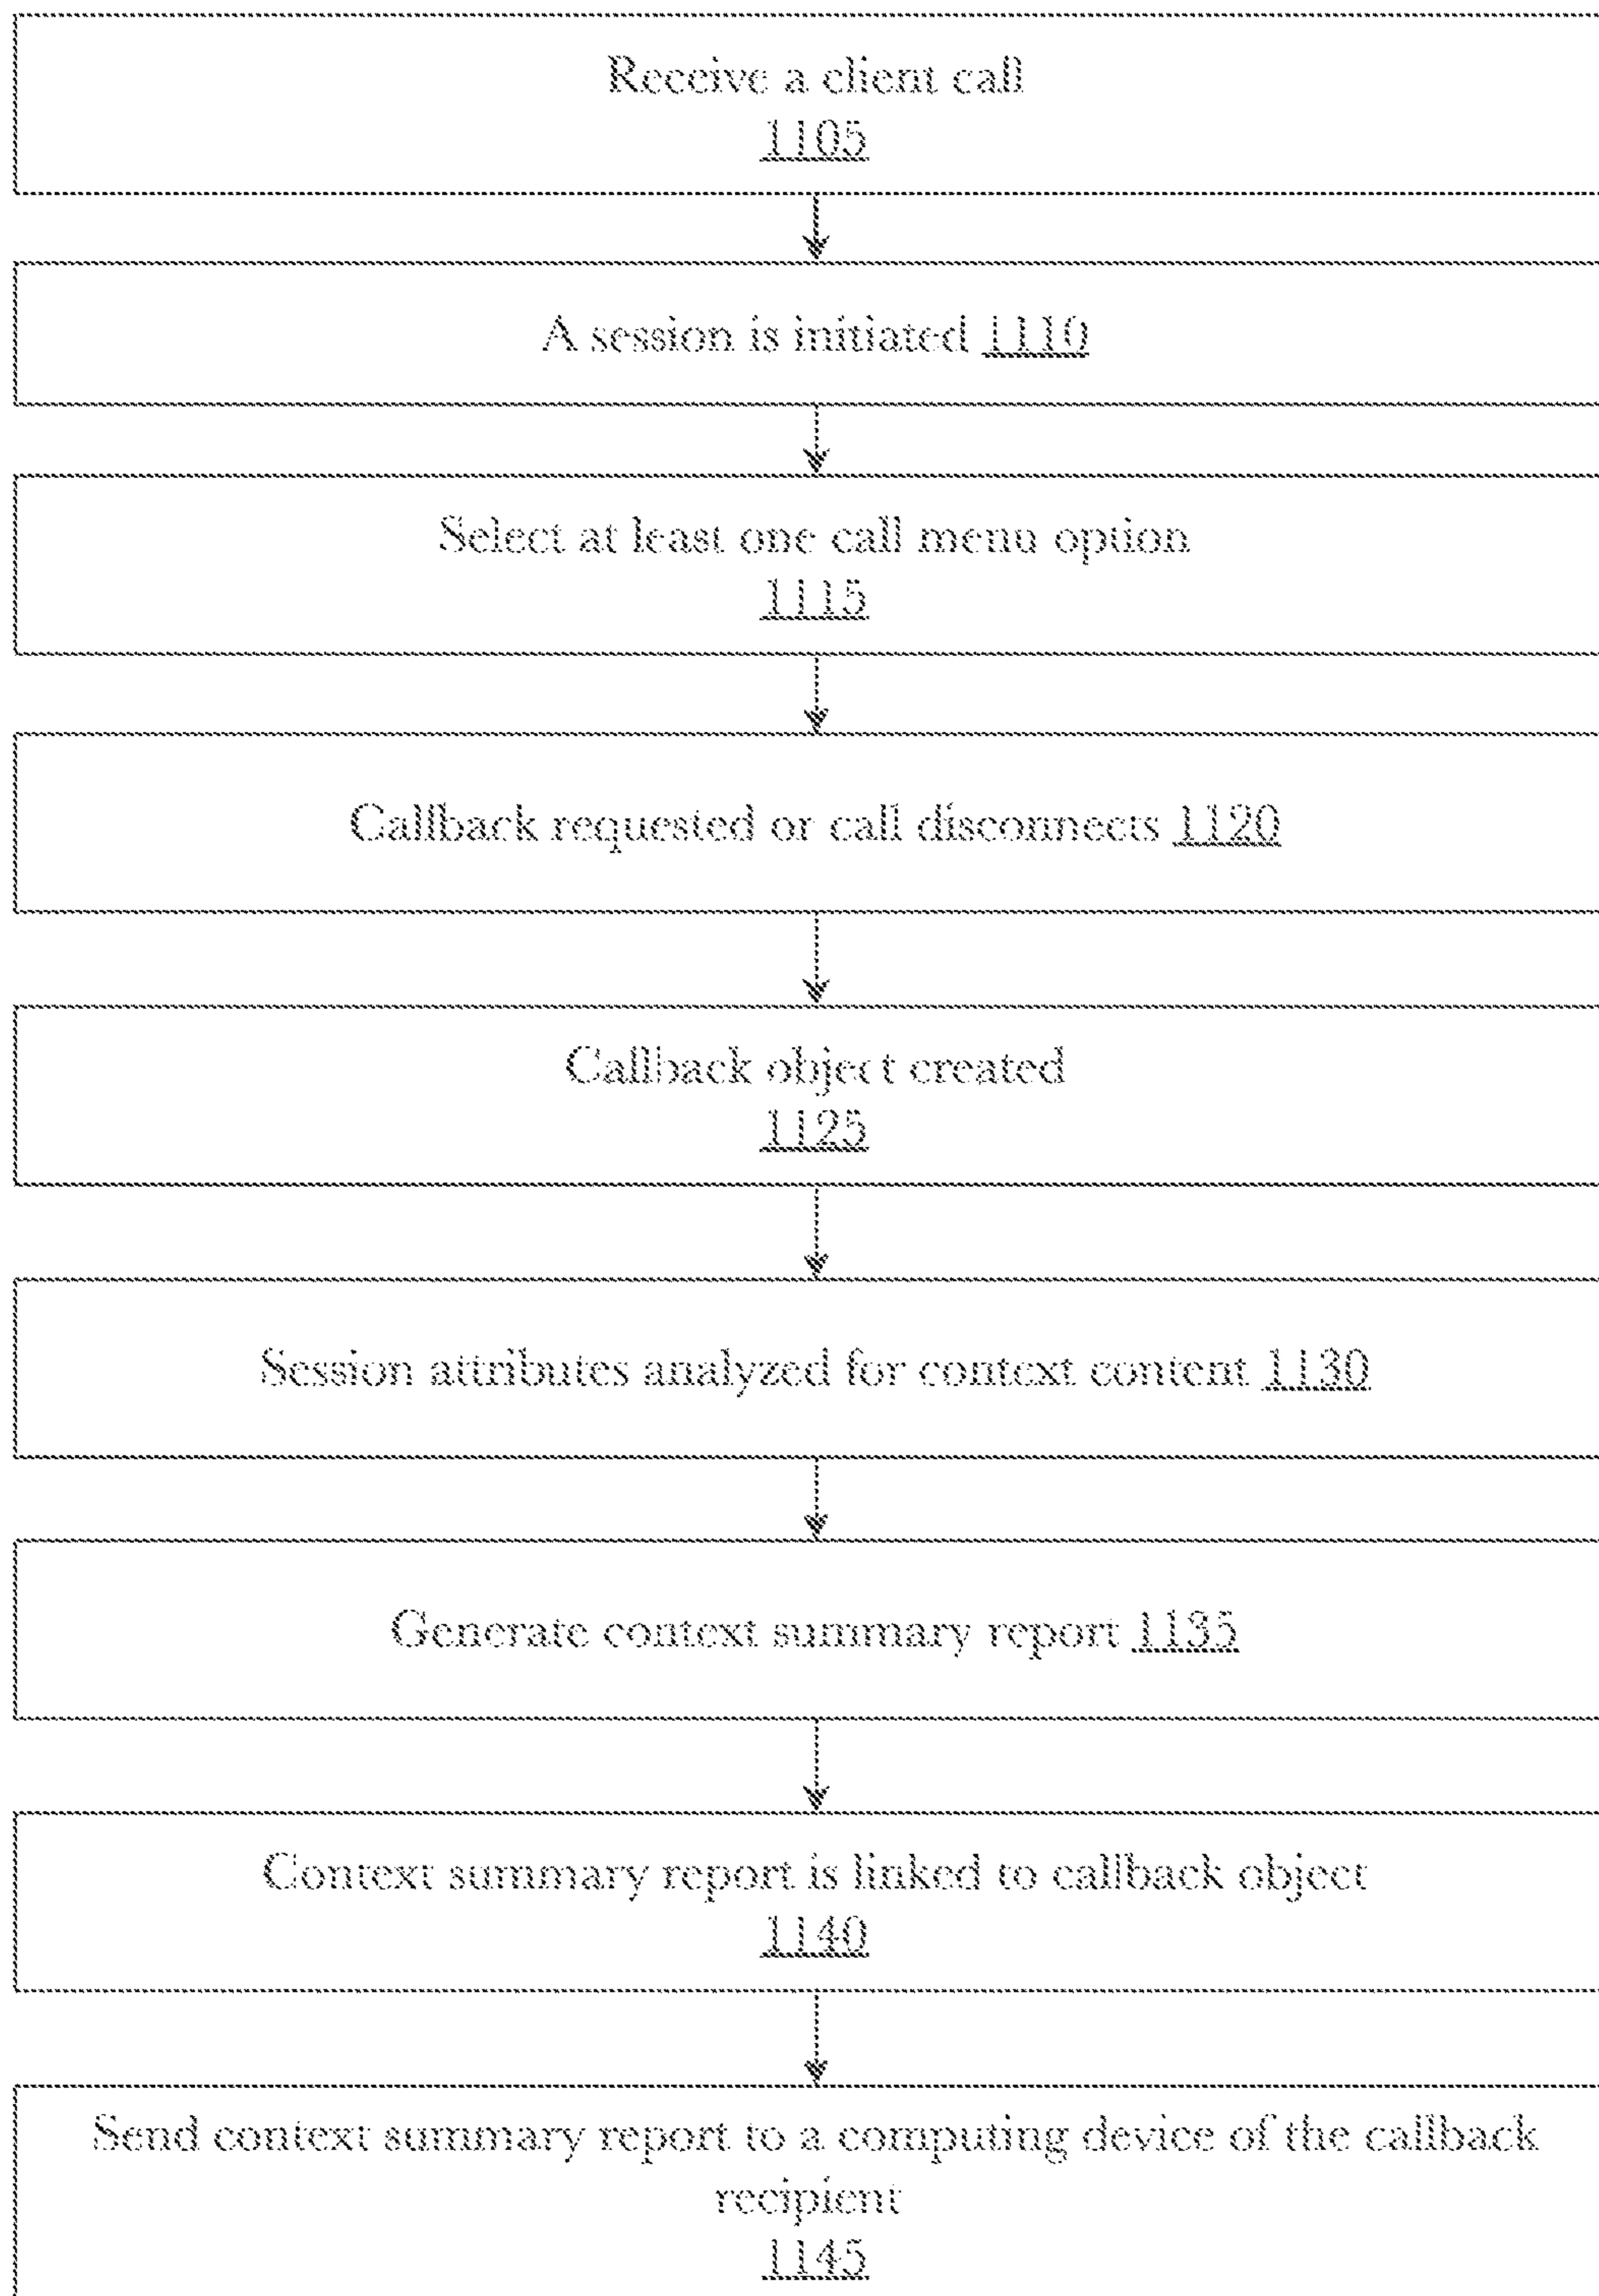 Receive a client call
1105
A session is initiated 1110
Select at least one call menu option
1115
Callback requested or call disconnects 1120
Callback object created
1125
Session attributes analyzed for context content 1130
Generate context summary report 1135
Context summary report is linked to callback object
1140
Send context summary report to a computing device of the callback
recipient
1145